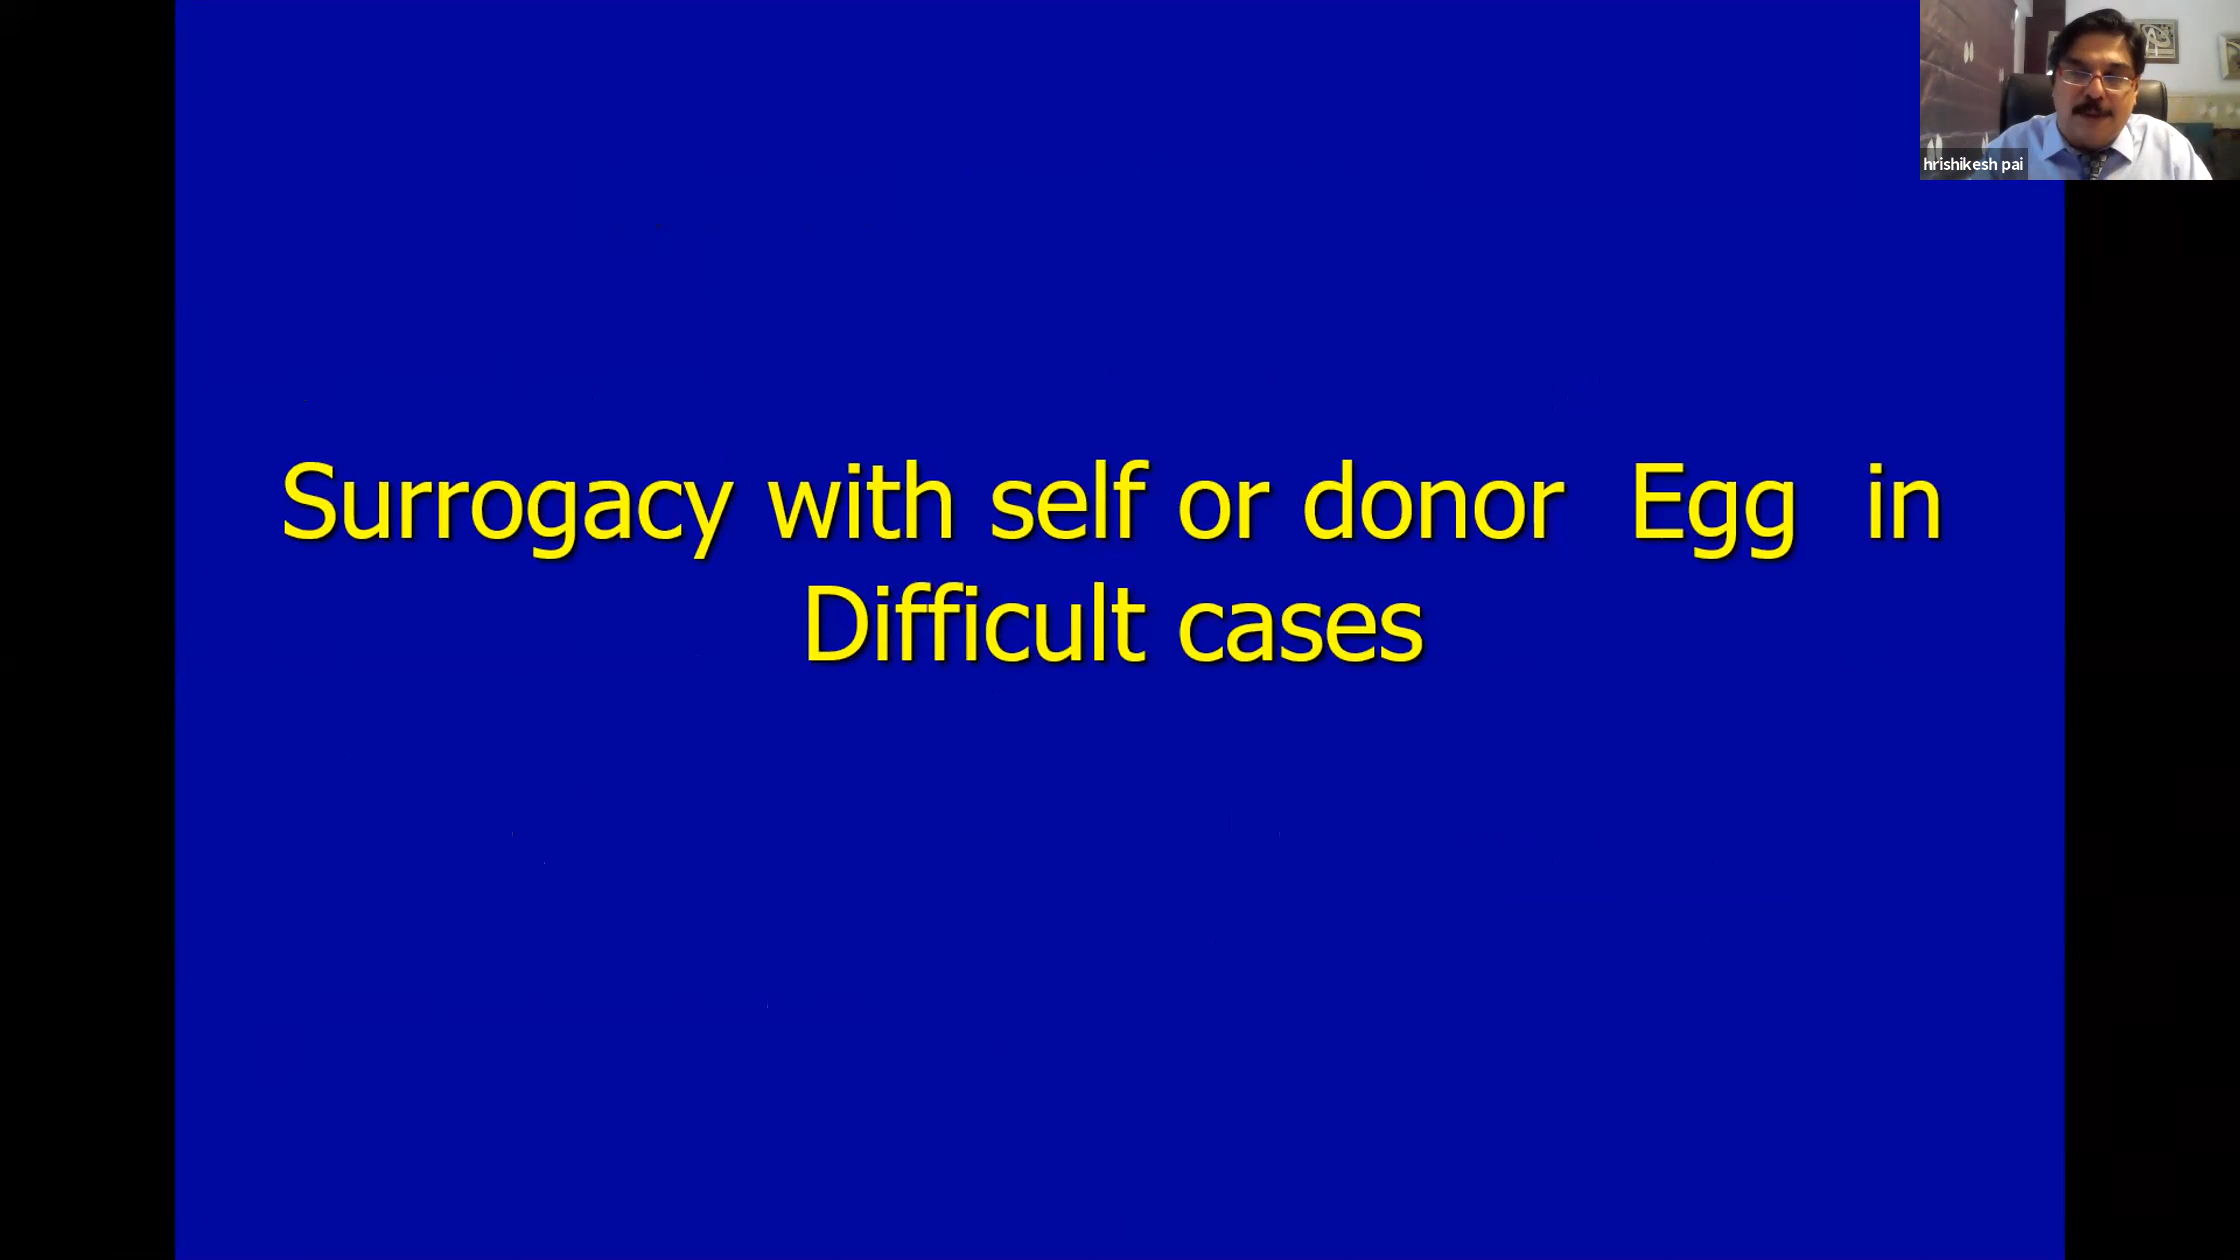 Surrogacy with self or donor Egg in
Difficult cases
hrishikesh pai